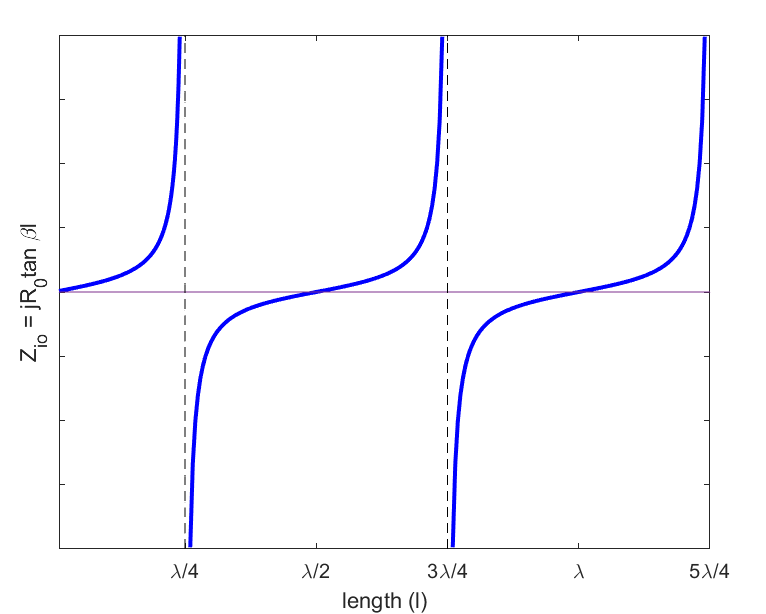 Z_io = jR_0tan βl
λ/4
λ/2
3λ/4
λ
5λ/4
length (l)